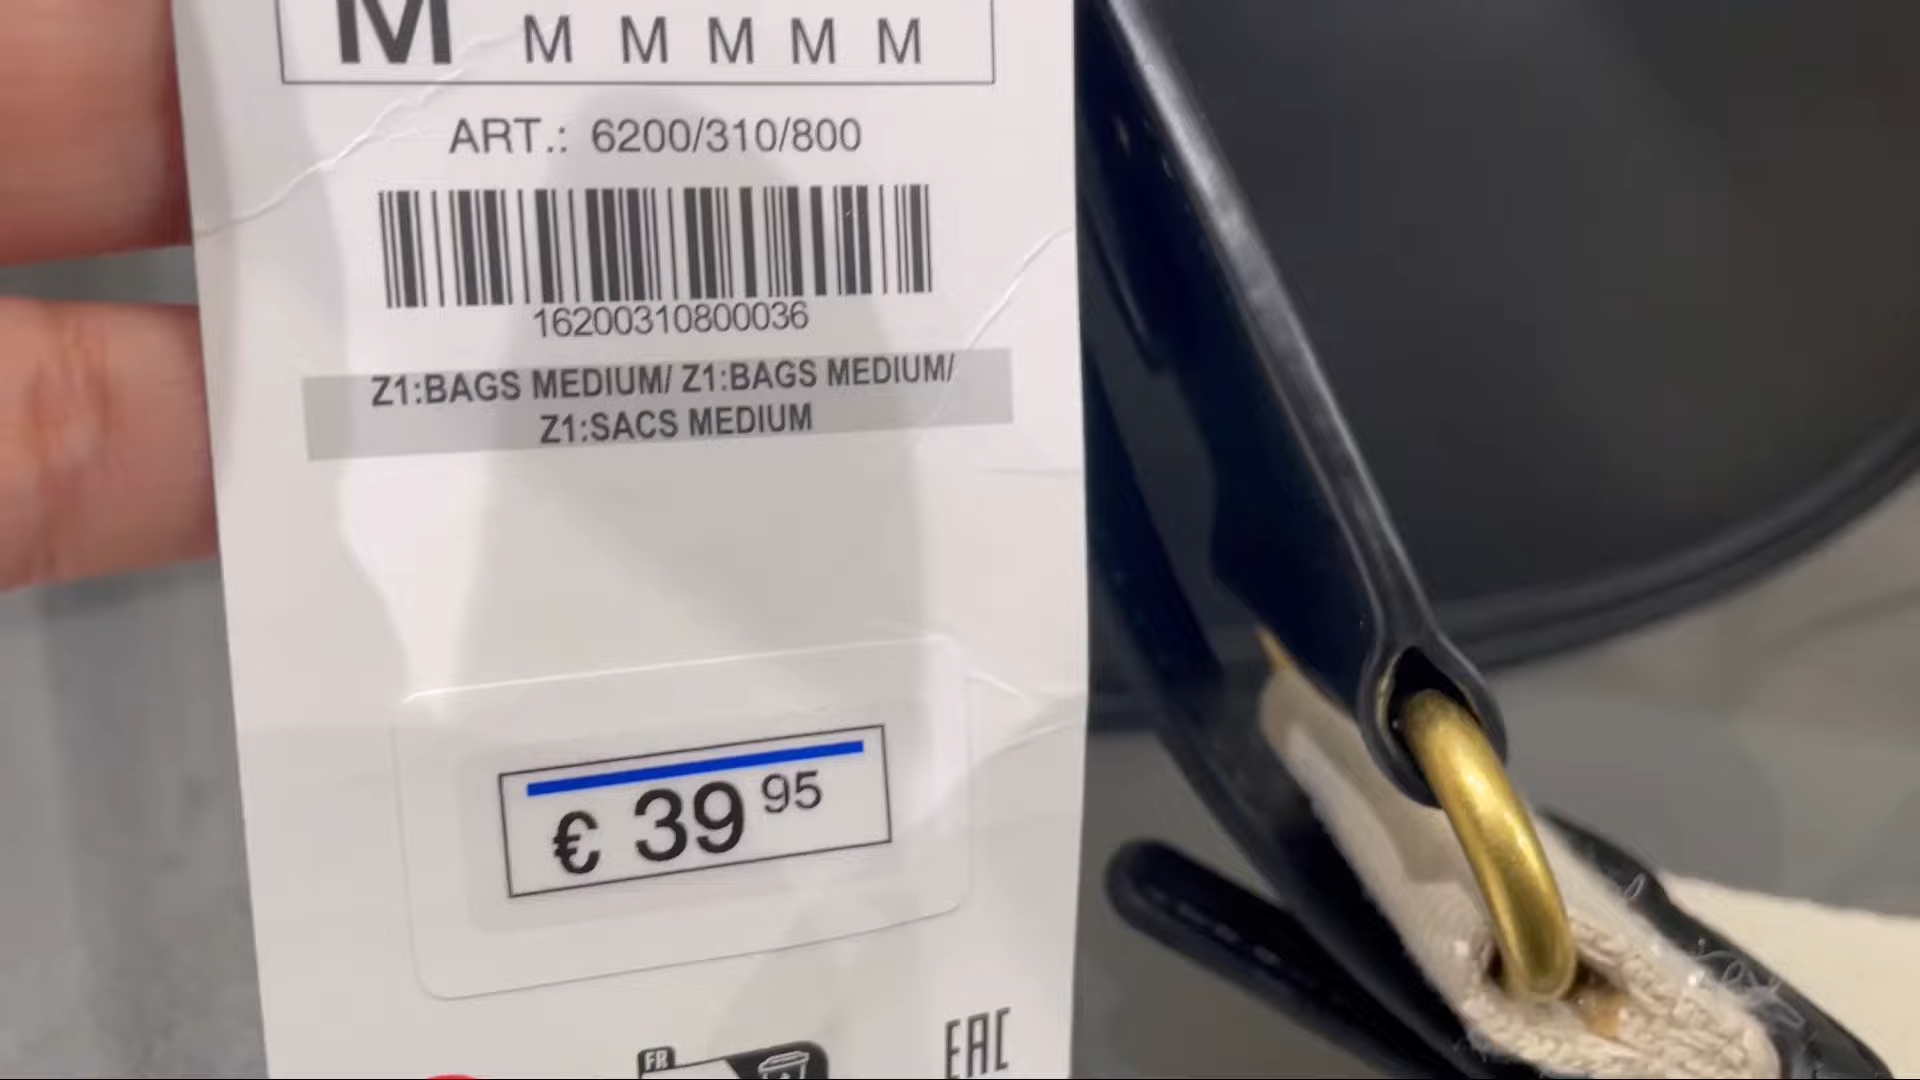 M M M M M M
ART.: 6200/310/800
16200310800036
Z1:BAGS MEDIUM/ Z1:BAGS MEDIUM/
Z1:SACS MEDIUM
€ 39 95
FR
EAC